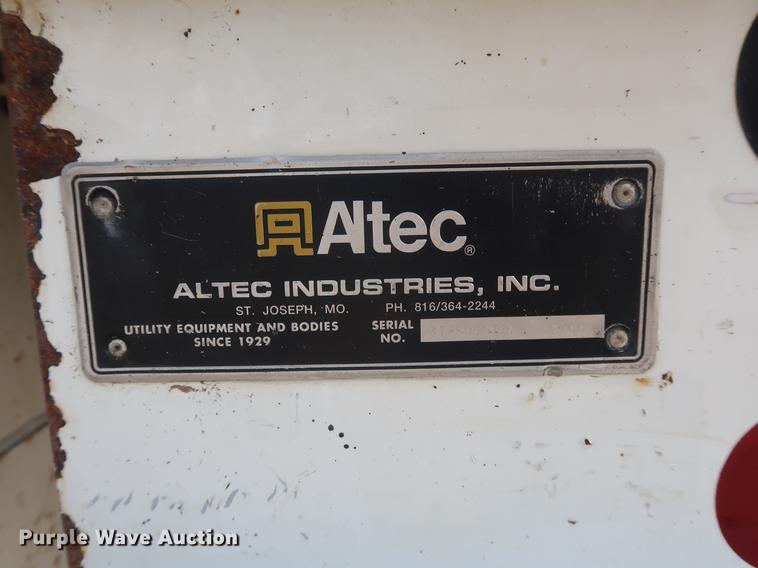 Altec®
ALTEC INDUSTRIES, INC.
ST. JOSEPH, MO. PH. 816/364-2244
UTILITY EQUIPMENT AND BODIES
SINCE 1929
SERIAL
NO.
Purple Wave Auction